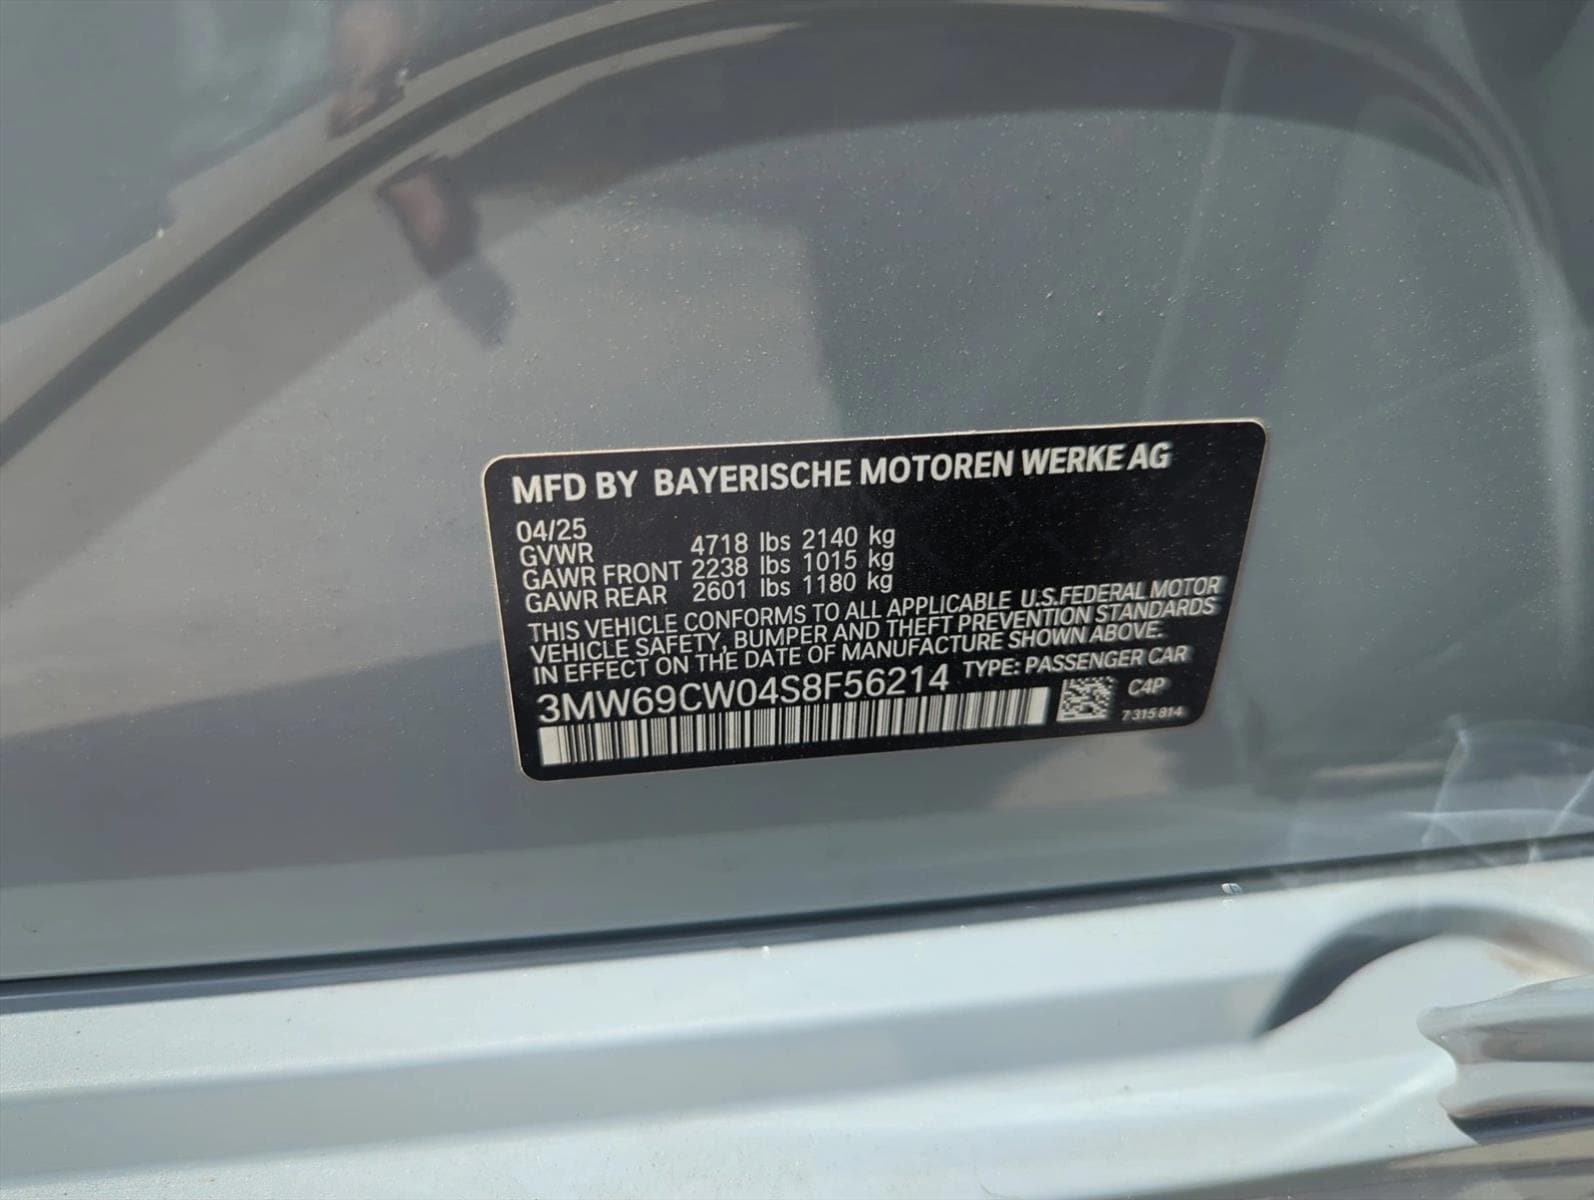 MFD BY BAYERISCHE MOTOREN WERKE AG
04/25
GVWR 4718 lbs 2140 kg
GAWR FRONT 2238 lbs 1015 kg
GAWR REAR 2601 lbs 1180 kg
THIS VEHICLE CONFORMS TO ALL APPLICABLE U.S.FEDERAL MOTOR
VEHICLE SAFETY, BUMPER AND THEFT PREVENTION STANDARDS
IN EFFECT ON THE DATE OF MANUFACTURE SHOWN ABOVE.
3MW69CW04S8F56214 TYPE: PASSENGER CAR
C4P
7 315 814